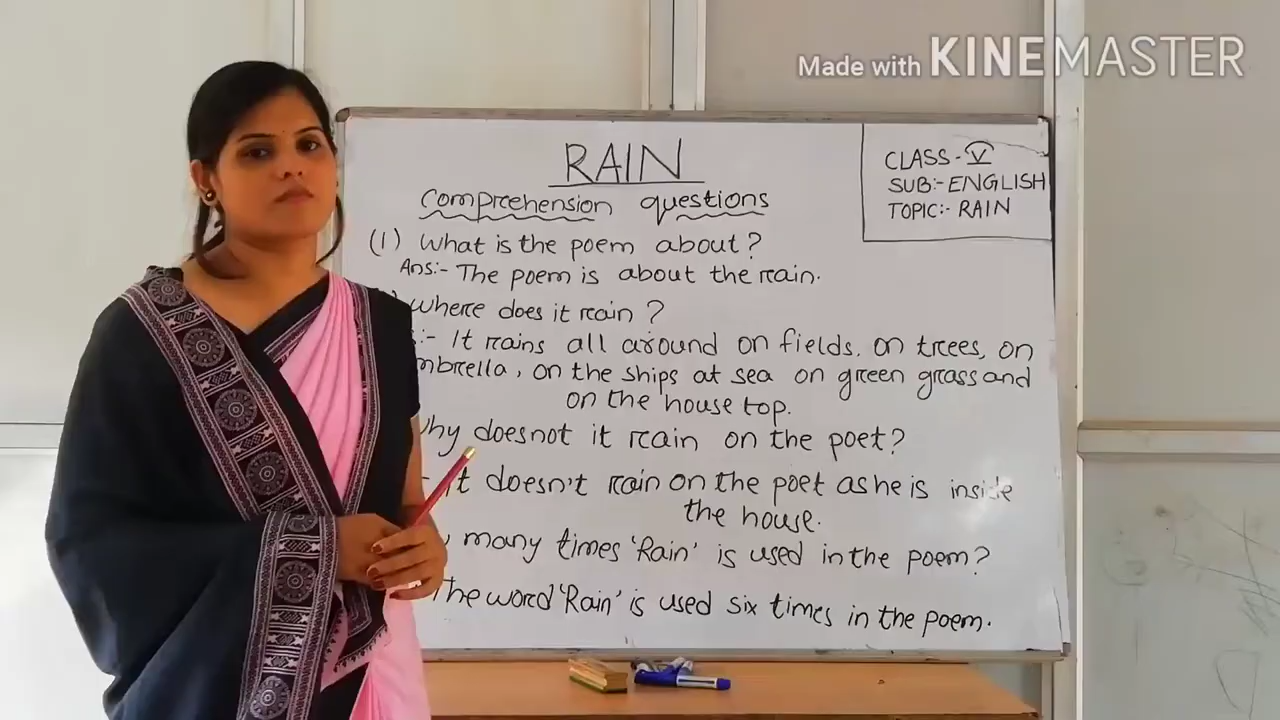 Made with KINEMASTER
RAIN
CLASS - V
SUB:- ENGLISH
TOPIC:- RAIN
Comprehension questions
(1) What is the poem about?
Ans:- The poem is about the rain.
Where does it rain?
:- It rains all around on fields, on trees, on
mbrella, on the ships at sea on green grass and
on the house top.
hy doesnot it rain on the poet?
- It doesn't rain on the poet as he is inside
the house.
many times 'Rain' is used in the poem?
The word 'Rain' is used six times in the poem.